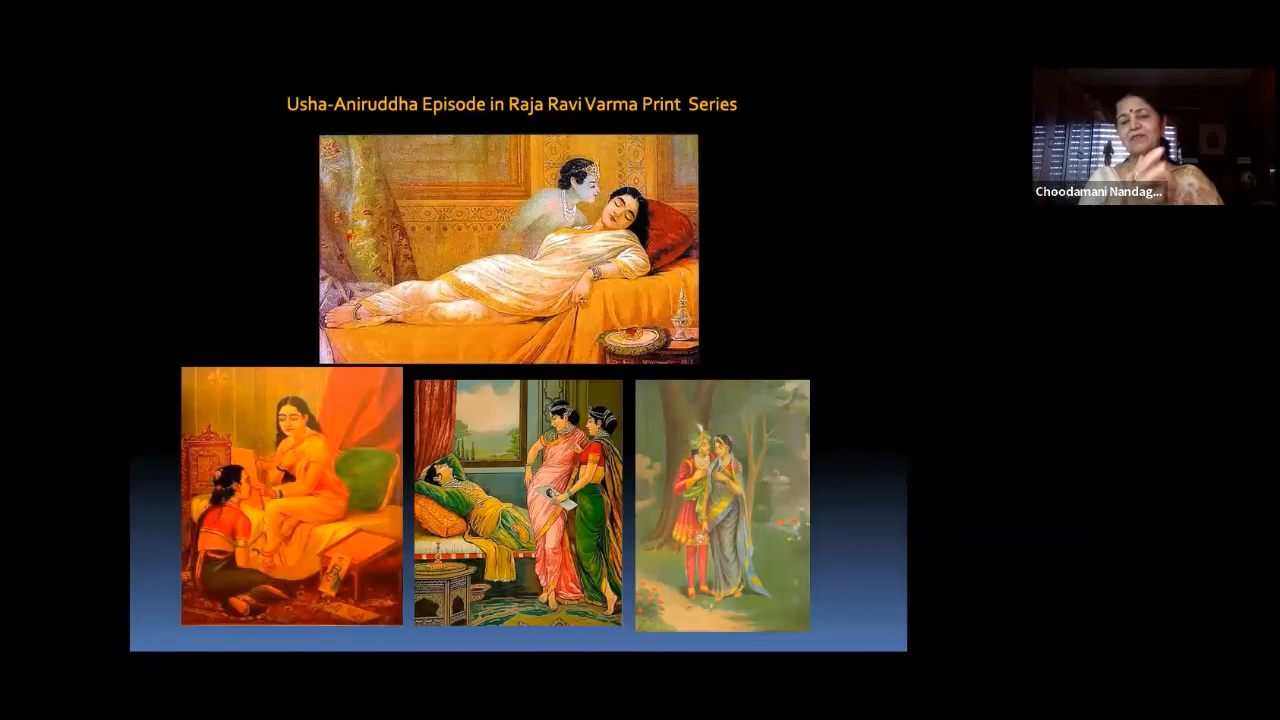 Usha-Aniruddha Episode in Raja Ravi Varma Print Series
Choodamani Nandag...